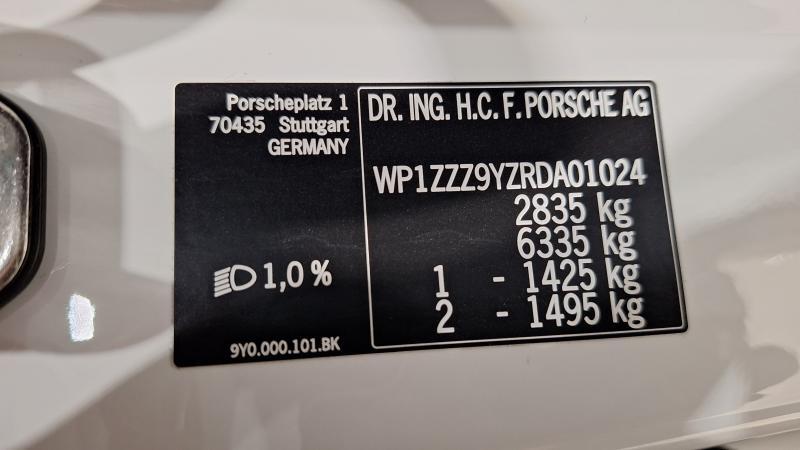 Porscheplatz 1
70435 Stuttgart
GERMANY
1,0 %
9Y0.000.101.BK
DR. ING. H.C. F. PORSCHE AG
WP1ZZZ9YZRDA01024
2835 kg
6335 kg
1 - 1425 kg
2 - 1495 kg